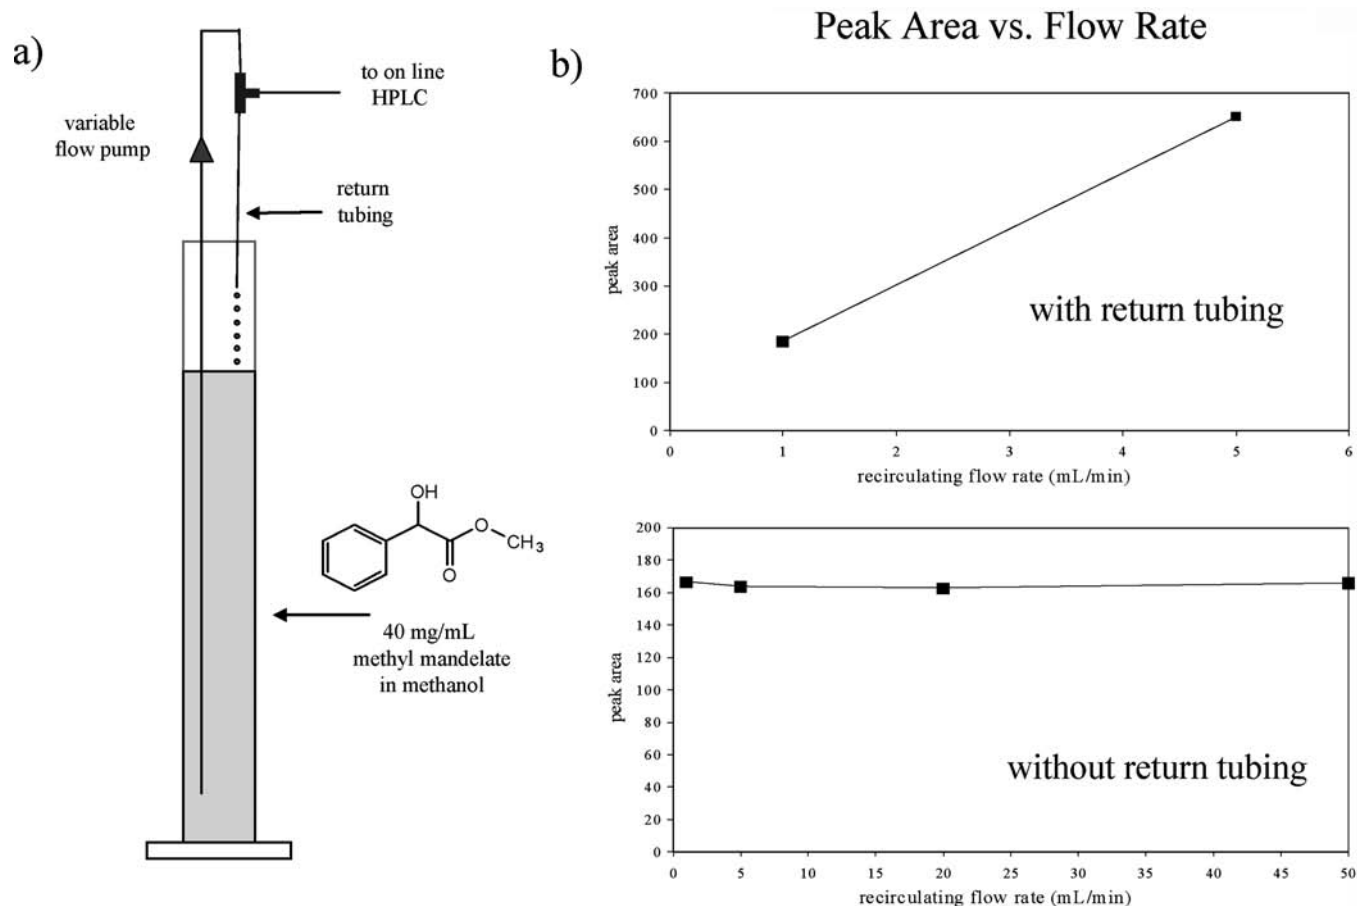 a)
to on line
HPLC
variable
flow pump
return
tubing
OH
O
CH3
O
40 mg/mL
methyl mandelate
in methanol
Peak Area vs. Flow Rate
b)
700
600
500
400
300
200
100
0
peak area
with return tubing
0 1 2 3 4 5 6
recirculating flow rate (mL/min)
200
180
160
140
120
100
80
60
40
20
0
peak area
without return tubing
0 5 10 15 20 25 30 35 40 45 50
recirculating flow rate (mL/min)